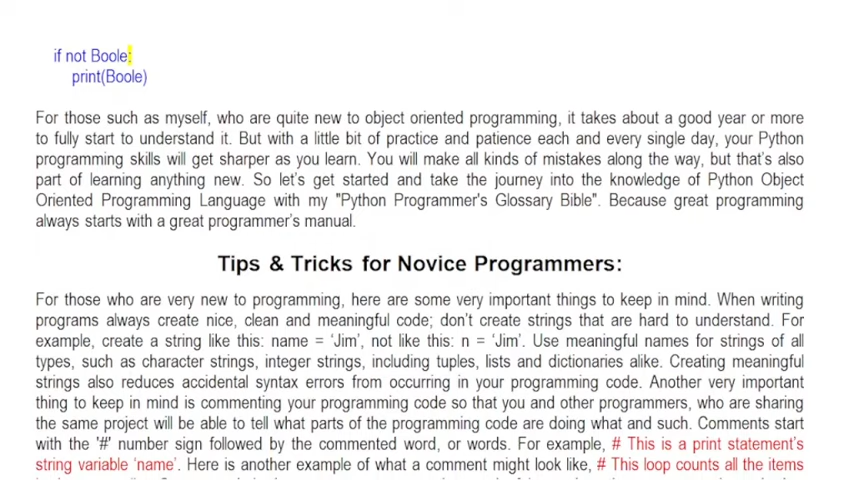 if not Boole:
print(Boole)
For those such as myself, who are quite new to object oriented programming, it takes about a good year or more
to fully start to understand it. But with a little bit of practice and patience each and every single day, your Python
programming skills will get sharper as you learn. You will make all kinds of mistakes along the way, but that's also
part of learning anything new. So let's get started and take the journey into the knowledge of Python Object
Oriented Programming Language with my "Python Programmer's Glossary Bible". Because great programming
always starts with a great programmer's manual.
Tips & Tricks for Novice Programmers:
For those who are very new to programming, here are some very important things to keep in mind. When writing
programs always create nice, clean and meaningful code; don't create strings that are hard to understand. For
example, create a string like this: name = ‘Jim’, not like this: n = ‘Jim’. Use meaningful names for strings of all
types, such as character strings, integer strings, including tuples, lists and dictionaries alike. Creating meaningful
strings also reduces accidental syntax errors from occurring in your programming code. Another very important
thing to keep in mind is commenting your programming code so that you and other programmers, who are sharing
the same project will be able to tell what parts of the programming code are doing what and such. Comments start
with the '#' number sign followed by the commented word, or words. For example, # This is a print statement's
string variable ‘name’. Here is another example of what a comment might look like, # This loop counts all the items